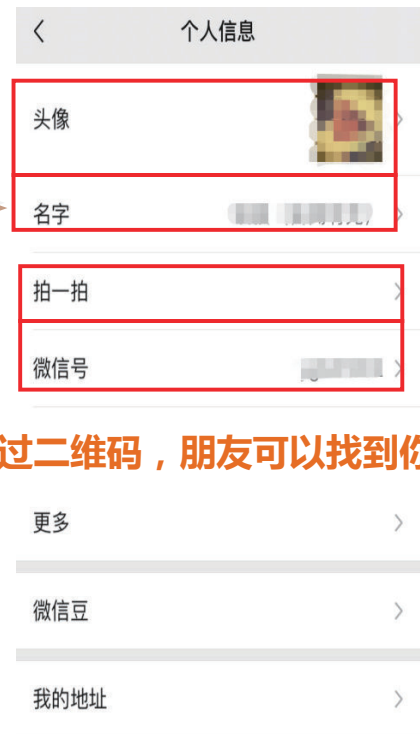 个人信息
头像
名字
拍一拍
微信号
过二维码，朋友可以找到
更多
微信豆
我的地址